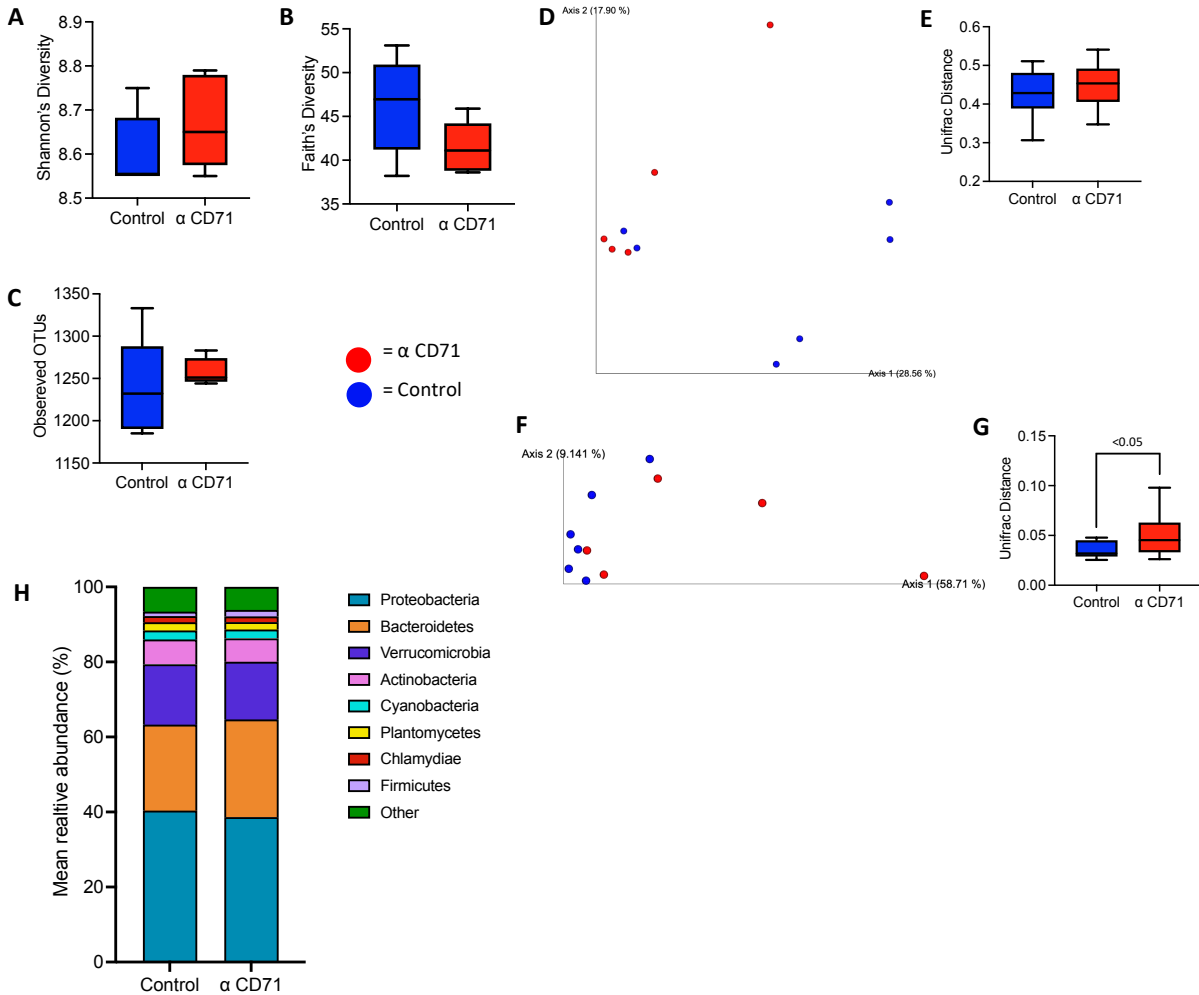 A
Shannon's Diversity
8.9
8.8
8.7
8.6
8.5
Control
α CD71
B
Faith's Diversity
55
50
45
40
35
Control
α CD71
C
Obsereved OTUs
1350
1300
1250
1200
1150
Control
α CD71
= α CD71
= Control
D
Axis 2 (17.90 %)
Axis 1 (28.56 %)
E
Unifrac Distance
0.6
0.5
0.4
0.3
0.2
Control
α CD71
F
Axis 2 (9.141 %)
Axis 1 (58.71 %)
G
Unifrac Distance
0.15
0.10
0.05
0.00
<0.05
Control
α CD71
H
Mean realtive abundance (%)
100
80
60
40
20
0
Control
α CD71
Proteobacteria
Bacteroidetes
Verrucomicrobia
Actinobacteria
Cyanobacteria
Plantomycetes
Chlamydiae
Firmicutes
Other